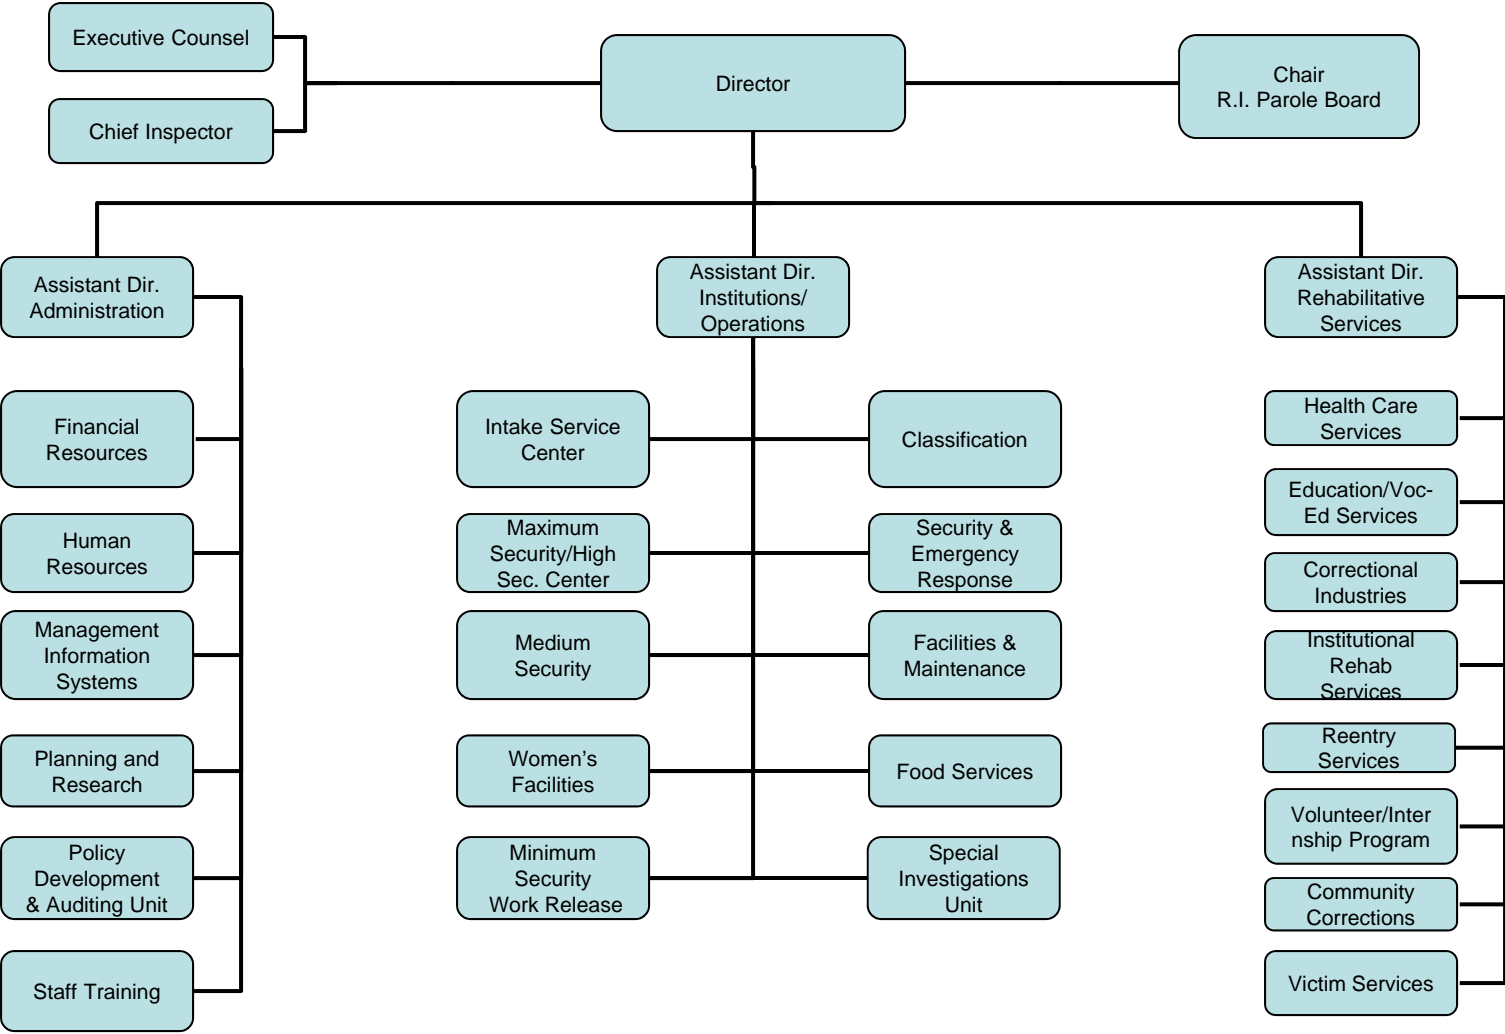 Executive Counsel
Director
Chair
R.I. Parole Board
Chief Inspector
Assistant Dir.
Administration
Assistant Dir.
Institutions/
Operations
Assistant Dir.
Rehabilitative
Services
Financial
Resources
Human
Resources
Management
Information
Systems
Planning and
Research
Policy
Development
& Auditing Unit
Staff Training
Intake Service
Center
Classification
Maximum
Security/High
Sec. Center
Security &
Emergency
Response
Medium
Security
Facilities &
Maintenance
Women’s
Facilities
Food Services
Minimum
Security
Work Release
Special
Investigations
Unit
Health Care
Services
Education/Voc-
Ed Services
Correctional
Industries
Institutional
Rehab
Services
Reentry
Services
Volunteer/Inter
nship Program
Community
Corrections
Victim Services